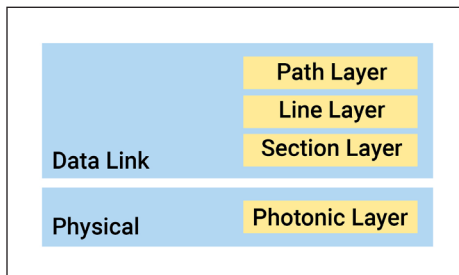 Path Layer
Line Layer
Section Layer
Data Link
Photonic Layer
Physical